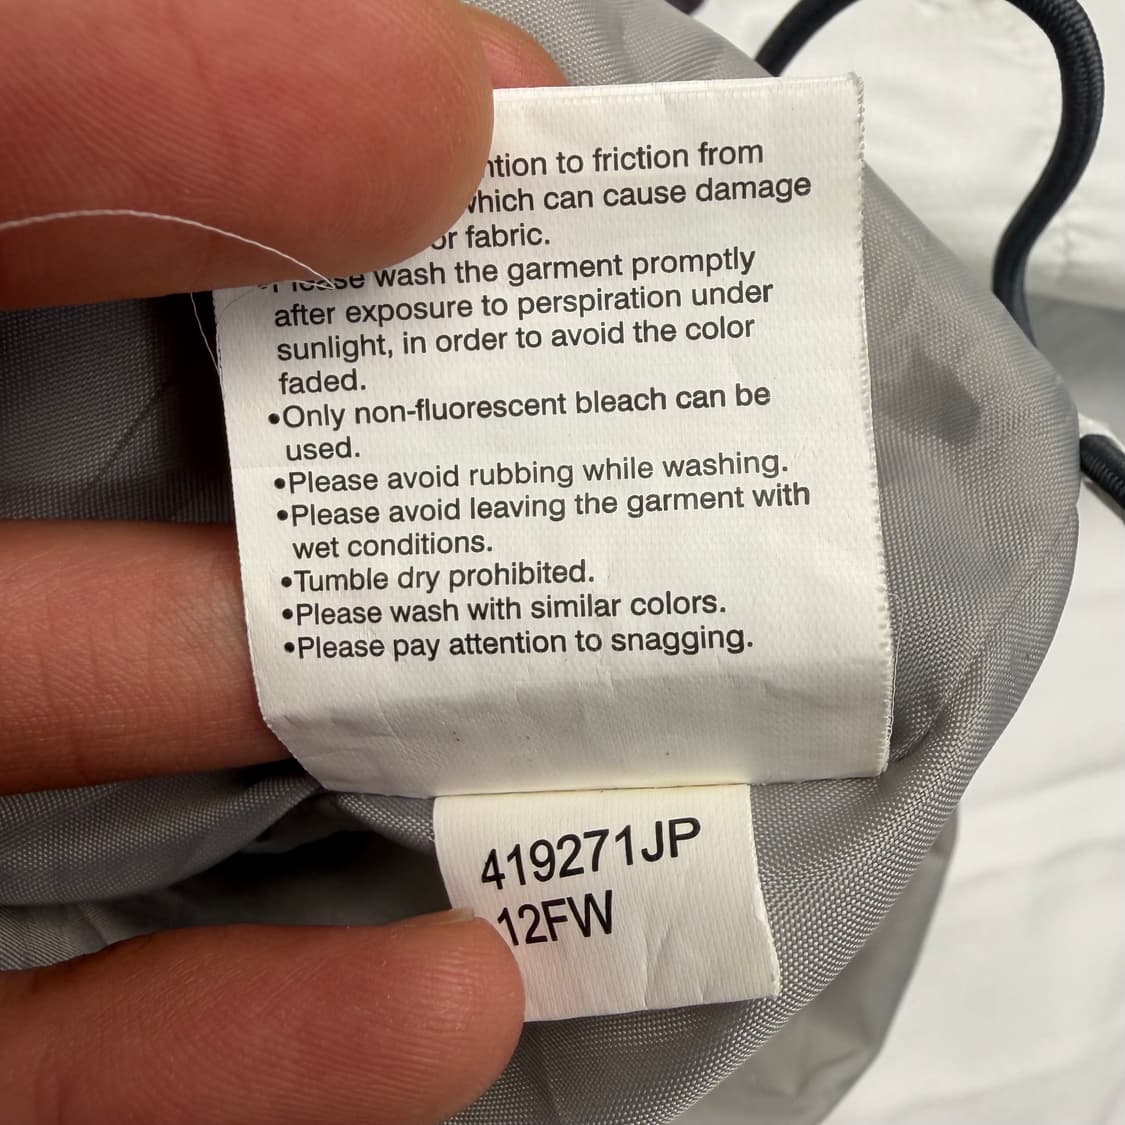 to friction from
which can cause damage
or fabric.
Please wash the garment promptly
after exposure to perspiration under
sunlight, in order to avoid the color
faded.
•Only non-fluorescent bleach can be
used.
•Please avoid rubbing while washing.
•Please avoid leaving the garment with
wet conditions.
•Tumble dry prohibited.
•Please wash with similar colors.
•Please pay attention to snagging.
419271JP
12FW